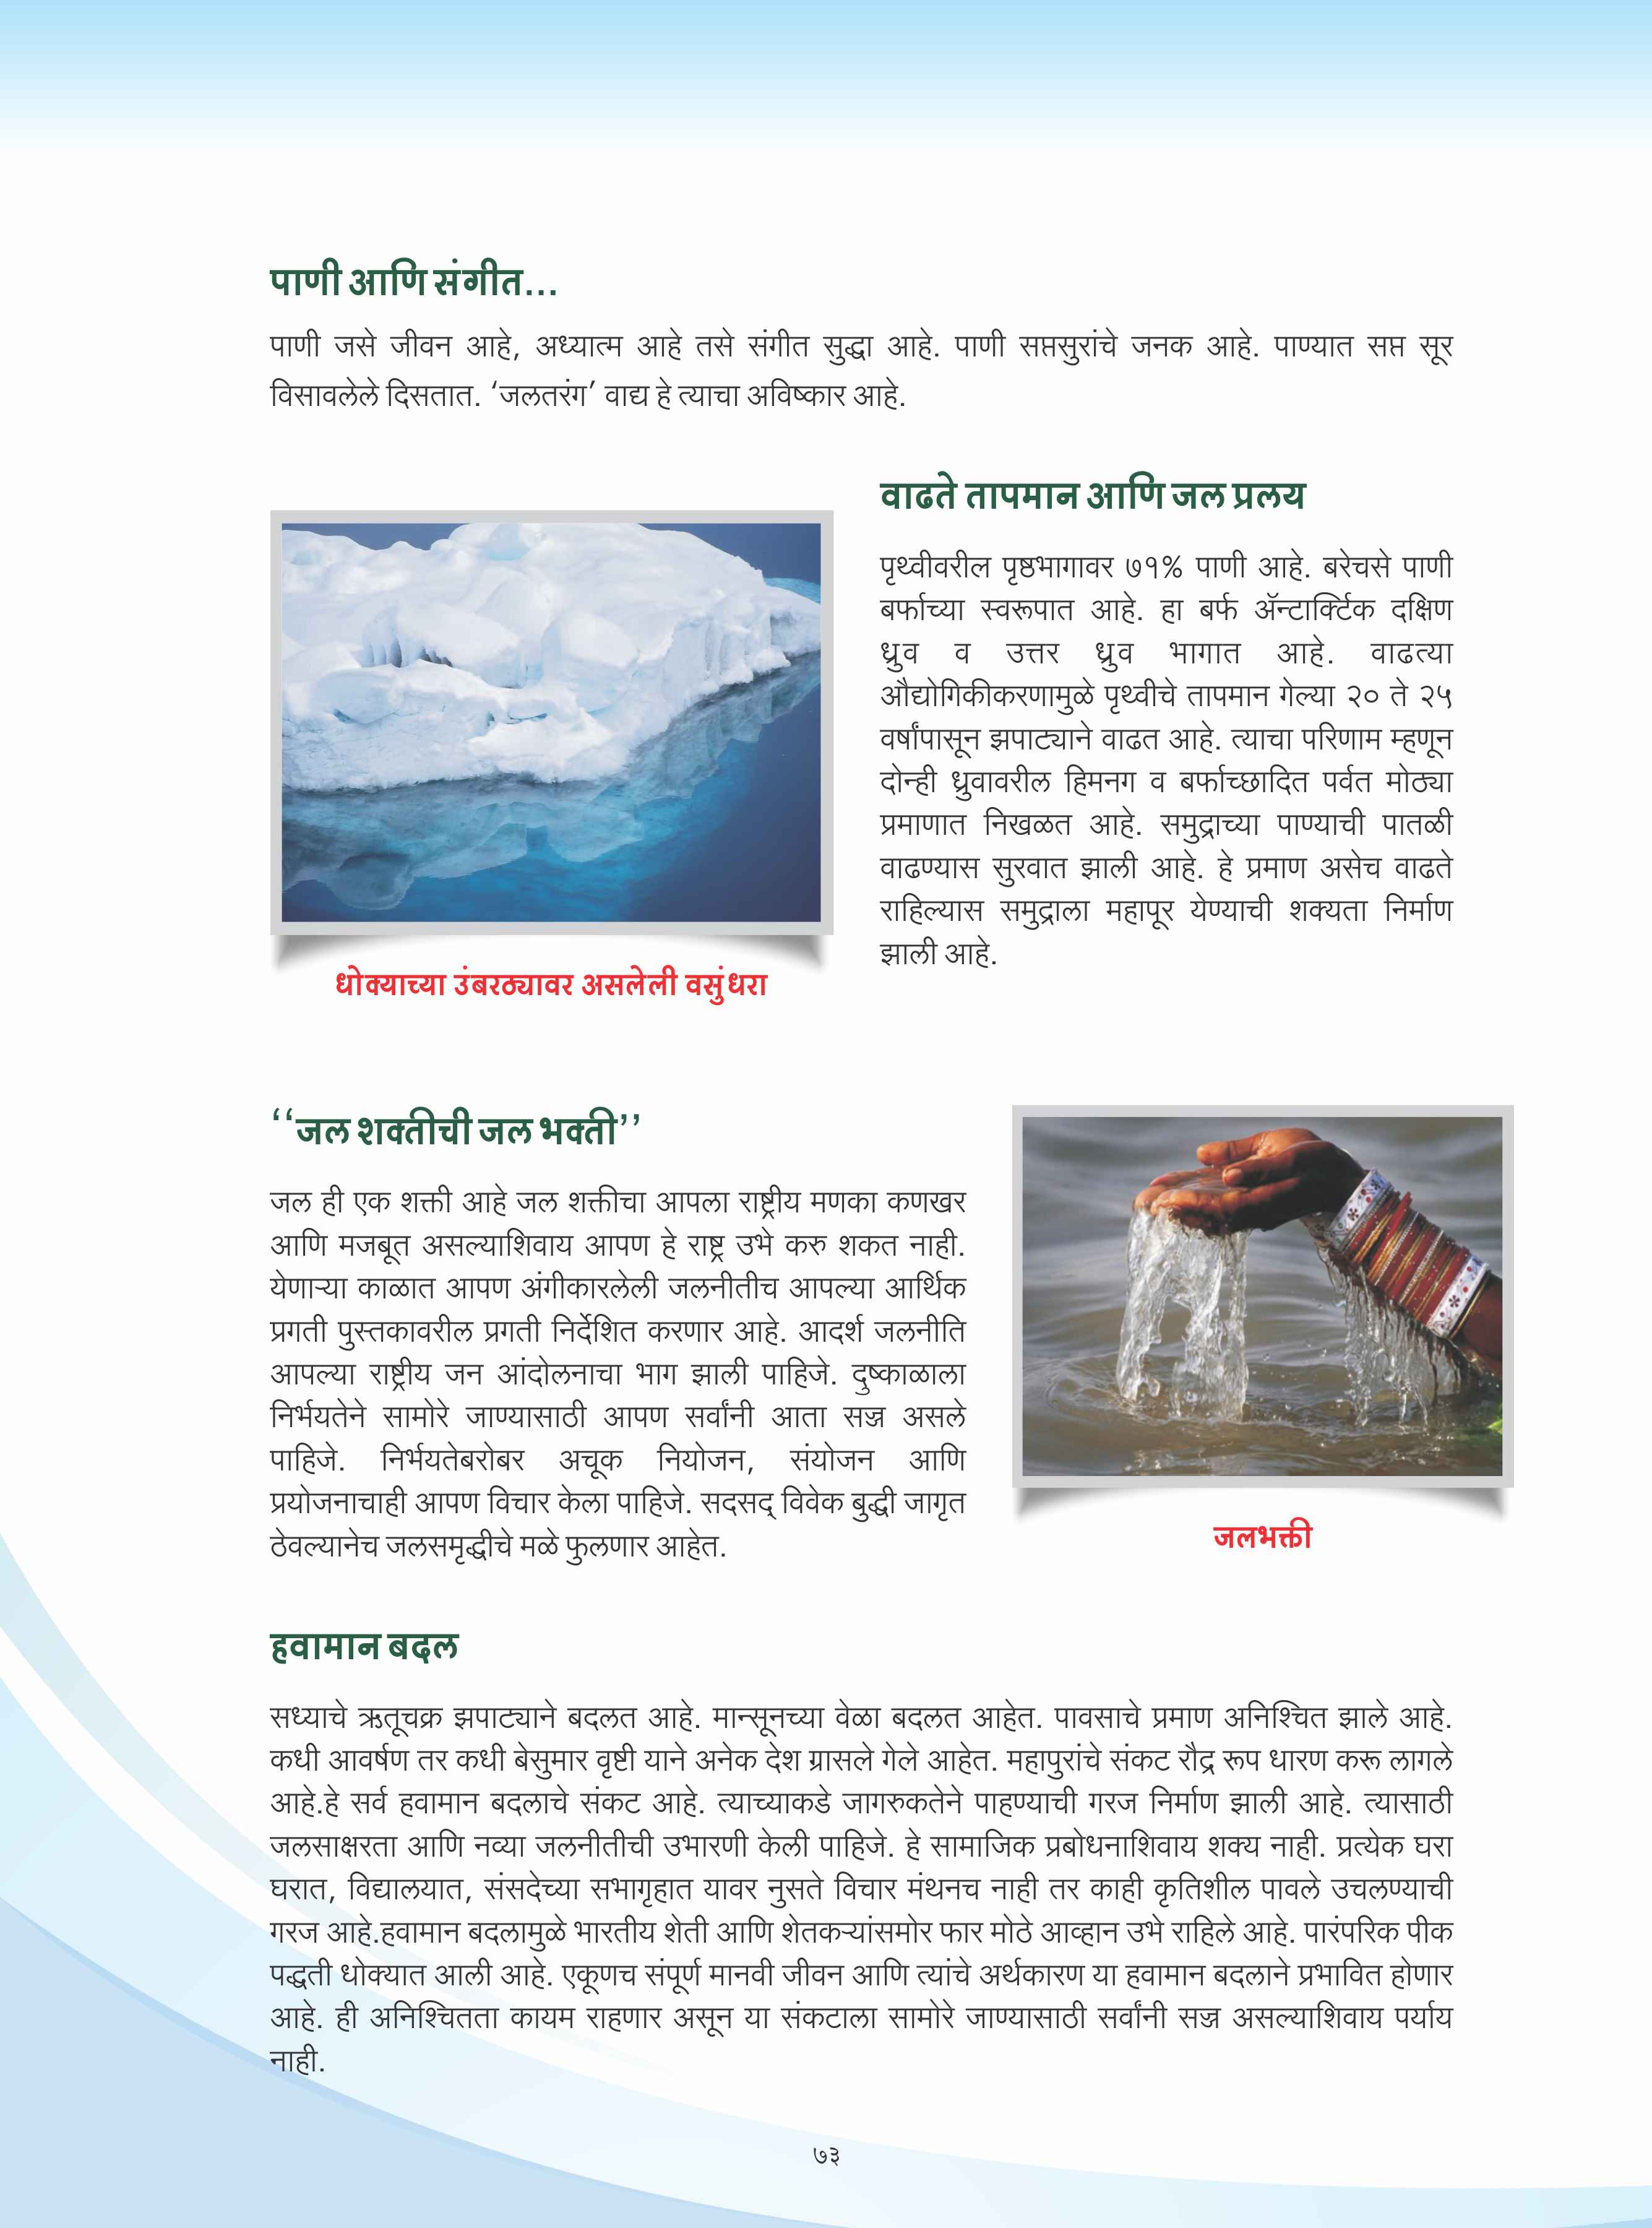 पाणी आणि संगीत...
पाणी जसे जीवन आहे, अध्यात्म आहे तसे संगीत सुद्धा आहे. पाणी सप्तसुरांचे जनक आहे. पाण्यात सप्त सूर
विसावलेले दिसतात. ‘जलतरंग’ वाद्य हे त्याचा अविष्कार आहे.
वाढते तापमान आणि जल प्रलय
पृथ्वीवरील पृष्ठभागावर ७१% पाणी आहे. बरेचसे पाणी
बर्फाच्या स्वरूपात आहे. हा बर्फ ॲन्टार्क्टिक दक्षिण
ध्रुव व उत्तर ध्रुव भागात आहे. वाढत्या
औद्योगिकीकरणामुळे पृथ्वीचे तापमान गेल्या २० ते २५
वर्षांपासून झपाट्याने वाढत आहे. त्याचा परिणाम म्हणून
दोन्ही ध्रुवावरील हिमनग व बर्फाच्छादित पर्वत मोठ्या
प्रमाणात निखळत आहे. समुद्राच्या पाण्याची पातळी
वाढण्यास सुरवात झाली आहे. हे प्रमाण असेच वाढते
राहिल्यास समुद्राला महापूर येण्याची शक्यता निर्माण
झाली आहे.
धोक्याच्या उंबरठ्यावर असलेली वसुंधरा
‘‘जल शक्तीची जल भक्ती’’
जल ही एक शक्ती आहे जल शक्तीचा आपला राष्ट्रीय मणका कणखर
आणि मजबूत असल्याशिवाय आपण हे राष्ट्र उभे करु शकत नाही.
येणाऱ्या काळात आपण अंगीकारलेली जलनीतीच आपल्या आर्थिक
प्रगती पुस्तकावरील प्रगती निर्देशित करणार आहे. आदर्श जलनीति
आपल्या राष्ट्रीय जन आंदोलनाचा भाग झाली पाहिजे. दुष्काळाला
निर्भयतेने सामोरे जाण्यासाठी आपण सर्वांनी आता सज्ज असले
पाहिजे. निर्भयतेबरोबर अचूक नियोजन, संयोजन आणि
प्रयोजनाचाही आपण विचार केला पाहिजे. सदसद् विवेक बुद्धी जागृत
ठेवल्यानेच जलसमृद्धीचे मळे फुलणार आहेत.
जलभक्ती
हवामान बदल
सध्याचे ऋतूचक्र झपाट्याने बदलत आहे. मान्सूनच्या वेळा बदलत आहेत. पावसाचे प्रमाण अनिश्चित झाले आहे.
कधी आवर्षण तर कधी बेसुमार वृष्टी याने अनेक देश ग्रासले गेले आहेत. महापुरांचे संकट रौद्र रूप धारण करू लागले
आहे.हे सर्व हवामान बदलाचे संकट आहे. त्याच्याकडे जागरुकतेने पाहण्याची गरज निर्माण झाली आहे. त्यासाठी
जलसाक्षरता आणि नव्या जलनीतीची उभारणी केली पाहिजे. हे सामाजिक प्रबोधनाशिवाय शक्य नाही. प्रत्येक घरा
घरात, विद्यालयात, संसदेच्या सभागृहात यावर नुसते विचार मंथनच नाही तर काही कृतिशील पावले उचलण्याची
गरज आहे.हवामान बदलामुळे भारतीय शेती आणि शेतकऱ्यांसमोर फार मोठे आव्हान उभे राहिले आहे. पारंपरिक पीक
पद्धती धोक्यात आली आहे. एकूणच संपूर्ण मानवी जीवन आणि त्यांचे अर्थकारण या हवामान बदलाने प्रभावित होणार
आहे. ही अनिश्चितता कायम राहणार असून या संकटाला सामोरे जाण्यासाठी सर्वांनी सज्ज असल्याशिवाय पर्याय
नाही.
७३